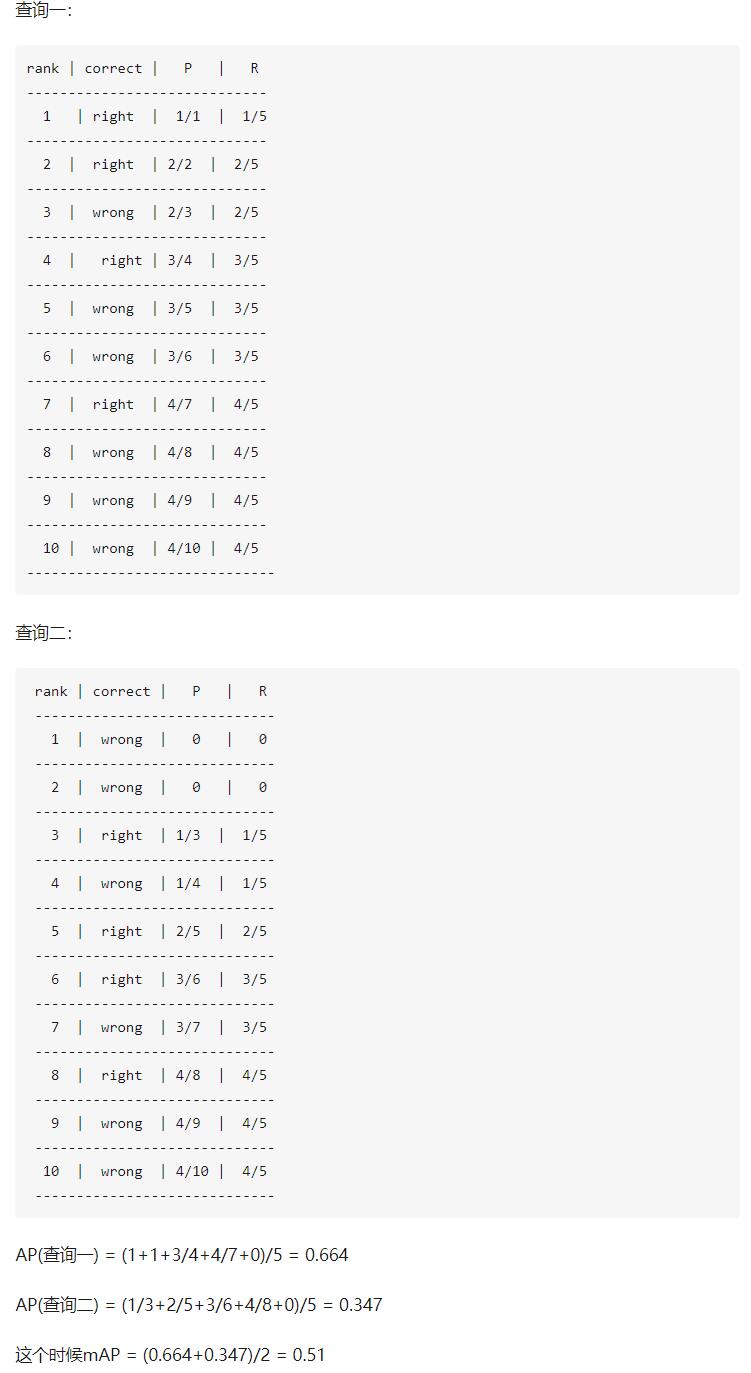 查询一：
rank | correct |   P   |   R
-----------------------------
1   | right  |  1/1  |  1/5
-----------------------------
2  |  right  | 2/2  |  2/5
-----------------------------
3  |  wrong  | 2/3  |  2/5
-----------------------------
4  |   right | 3/4  |  3/5
-----------------------------
5  |  wrong  | 3/5  |  3/5
-----------------------------
6  |  wrong  | 3/6  |  3/5
-----------------------------
7  |  right  | 4/7  |  4/5
-----------------------------
8  |  wrong  | 4/8  |  4/5
-----------------------------
9  |  wrong  | 4/9  |  4/5
-----------------------------
10 |  wrong  | 4/10 |  4/5
------------------------------
查询二：
rank | correct |   P   |   R
-----------------------------
1  |  wrong  |   0   |   0
-----------------------------
2  |  wrong  |   0   |   0
-----------------------------
3  |  right  | 1/3  |  1/5
-----------------------------
4  |  wrong  | 1/4  |  1/5
-----------------------------
5  |  right  | 2/5  |  2/5
-----------------------------
6  |  right  | 3/6  |  3/5
-----------------------------
7  |  wrong  | 3/7  |  3/5
-----------------------------
8  |  right  | 4/8  |  4/5
-----------------------------
9  |  wrong  | 4/9  |  4/5
-----------------------------
10  |  wrong  | 4/10 |  4/5
-----------------------------
AP(查询一) = (1+1+3/4+4/7+0)/5 = 0.664
AP(查询二) = (1/3+2/5+3/6+4/8+0)/5 = 0.347
这个时候mAP = (0.664+0.347)/2 = 0.51